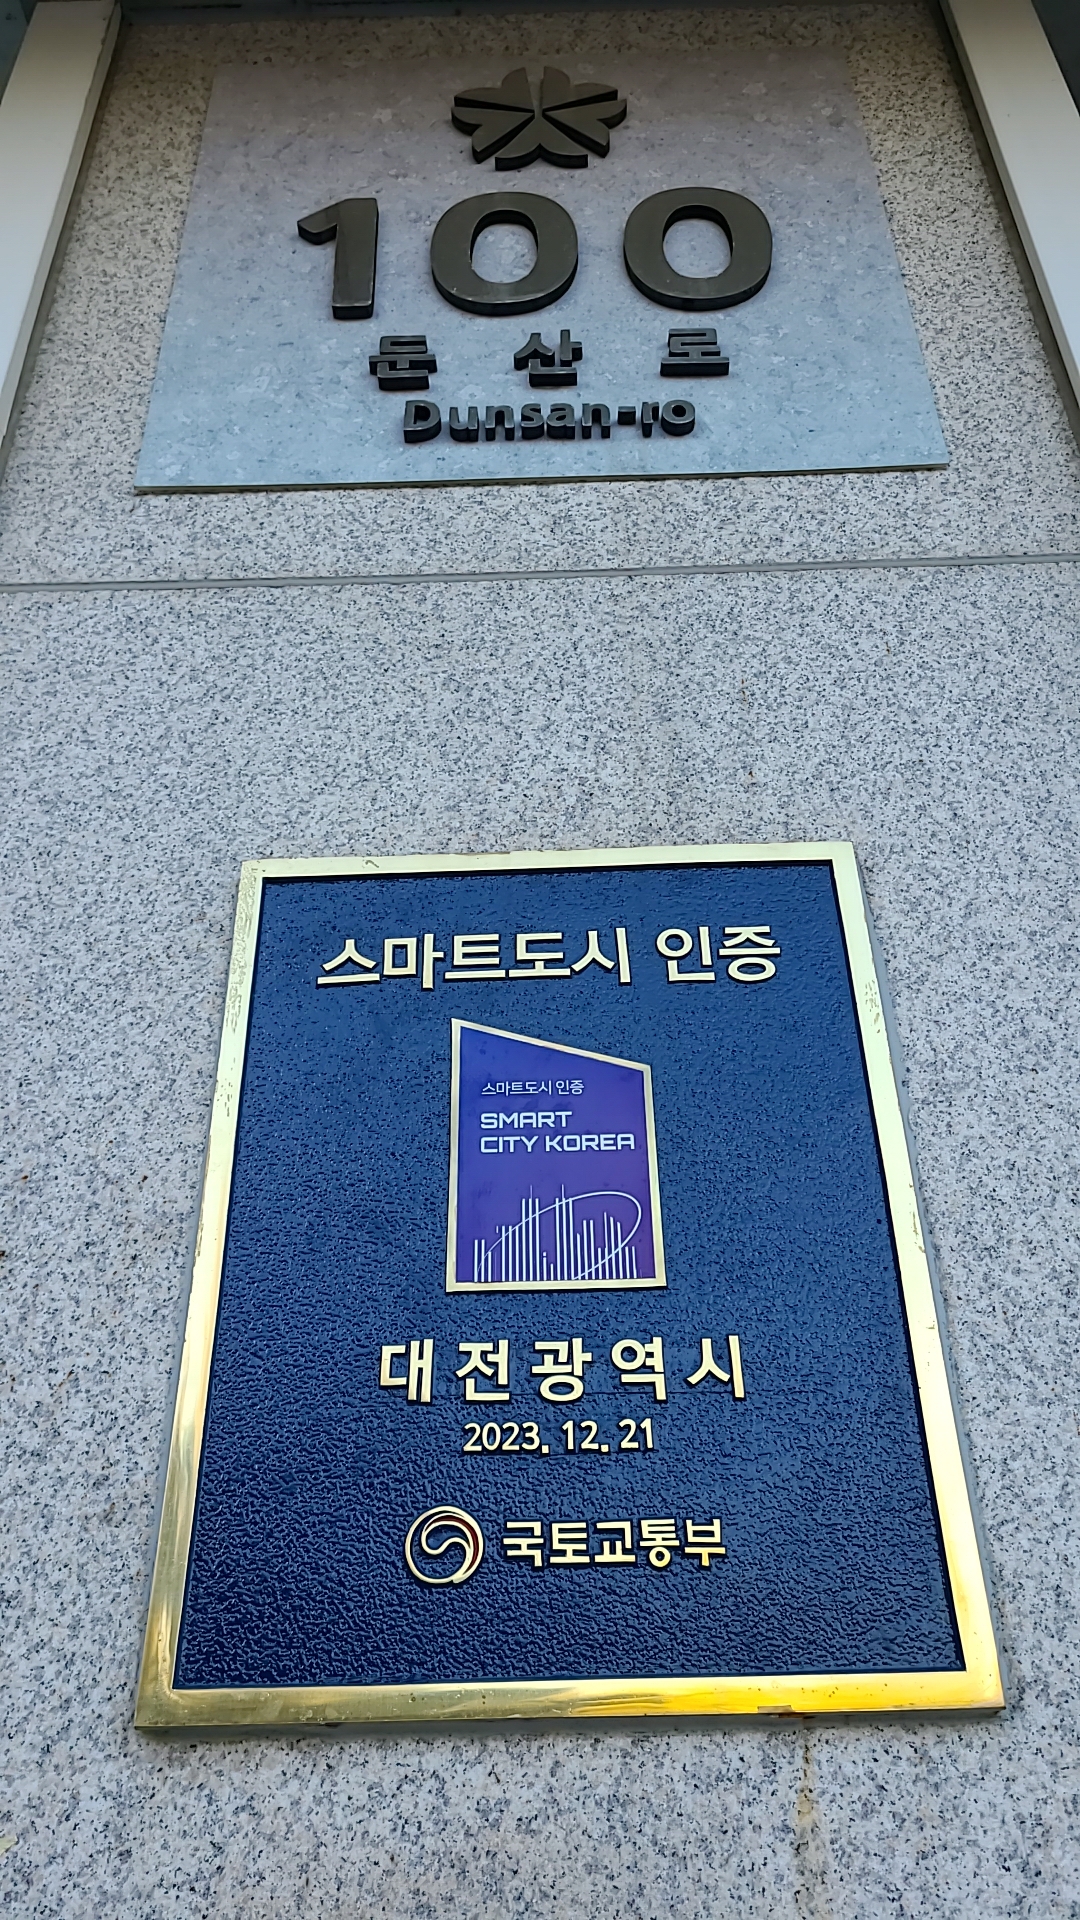 100
둔산로
Dunsan-ro
스마트도시 인증
스마트도시 인증
SMART
CITY KOREA
대전광역시
2023. 12. 21
국토교통부